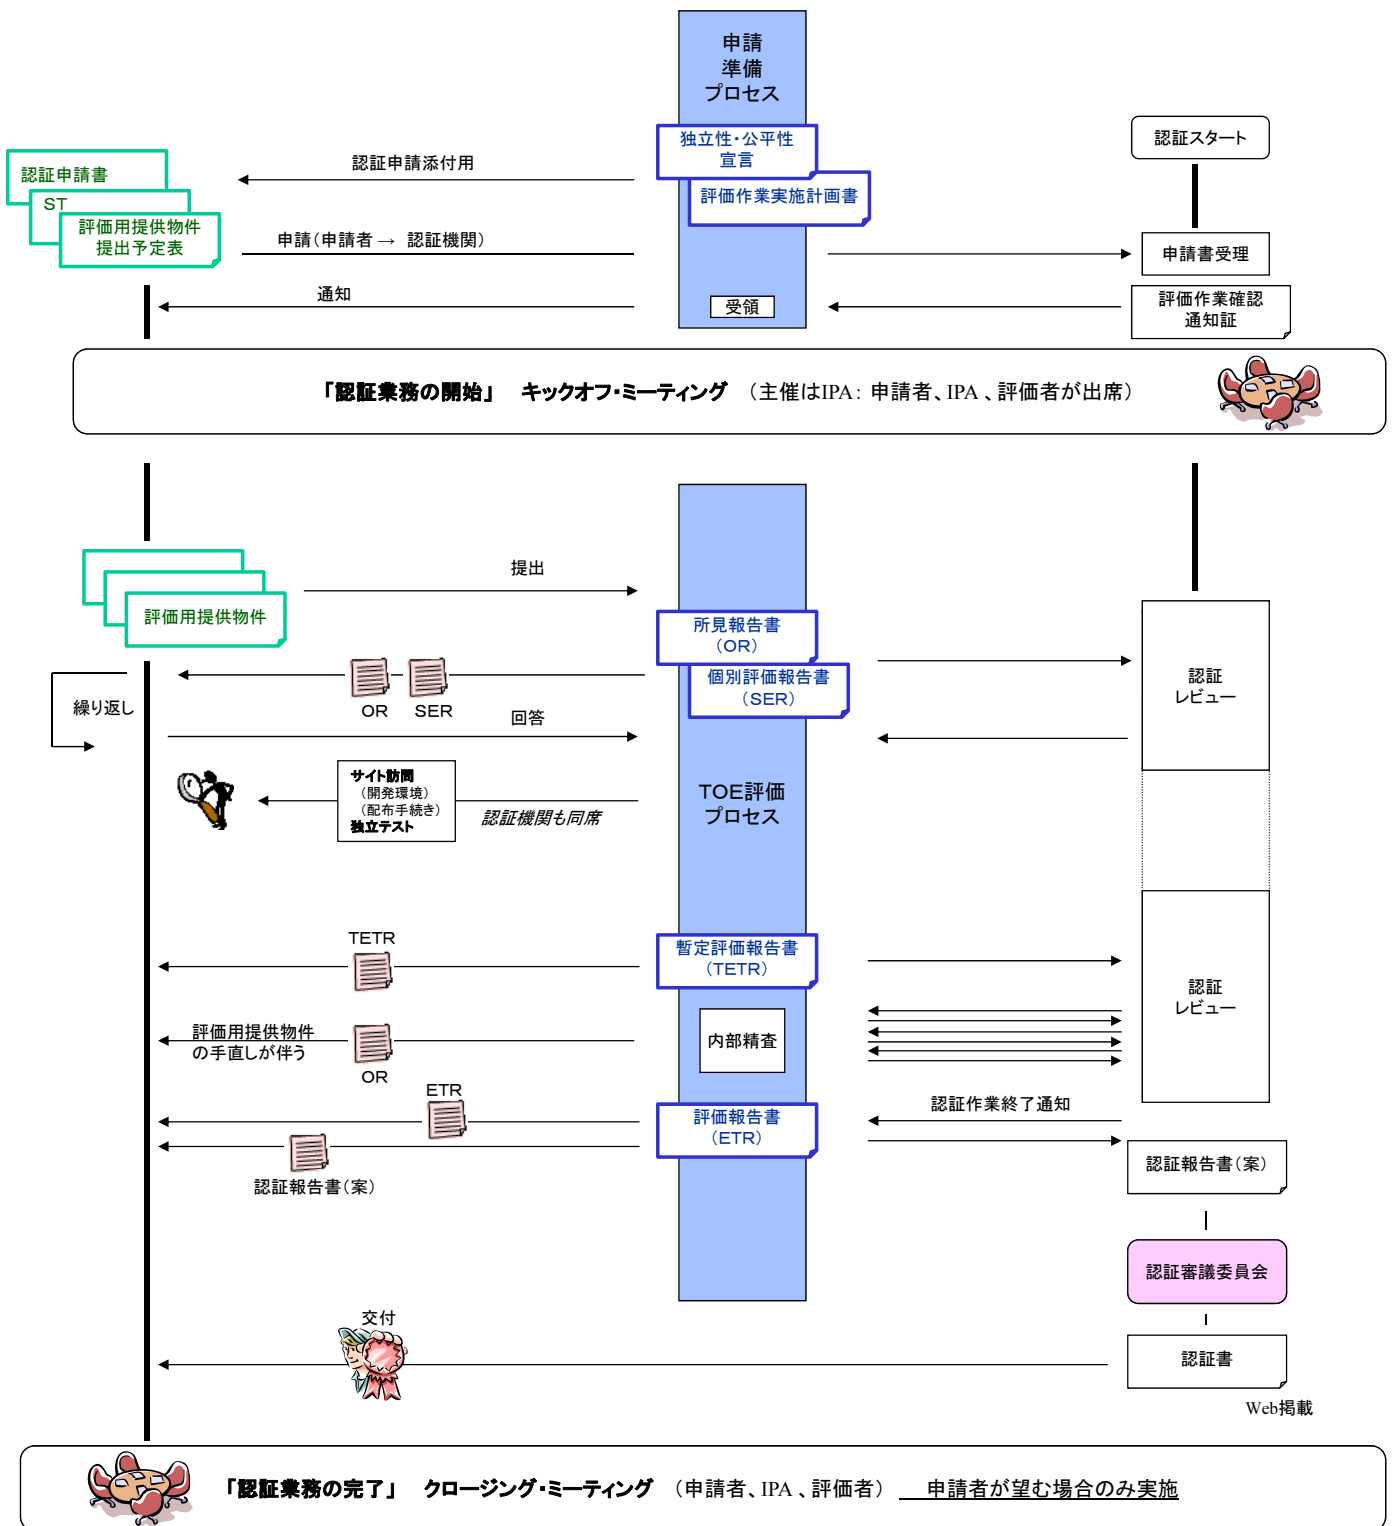 申請
準備
プロセス
独立性・公平性
宣言
認証スタート
認証申請書
認証申請添付用
評価作業実施計画書
ST
評価用提供物件
提出予定表
申請(申請者 → 認証機関)
申請書受理
通知
受領
評価作業確認
通知証
「認証業務の開始」 キックオフ・ミーティング (主催はIPA: 申請者、IPA 、評価者が出席)
提出
評価用提供物件
所見報告書
(OR)
個別評価報告書
(SER)
認証
レビュー
繰り返し
OR
SER
回答
サイト訪問
(開発環境)
(配布手続き)
独立テスト
認証機関も同席
TOE評価
プロセス
TETR
暫定評価報告書
(TETR)
認証
レビュー
評価用提供物件
の手直しが伴う
内部精査
OR
ETR
評価報告書
(ETR)
認証作業終了通知
認証報告書(案)
認証報告書(案)
認証審議委員会
交付
認証書
Web掲載
「認証業務の完了」 クロージング・ミーティング (申請者、IPA 、評価者) 申請者が望む場合のみ実施